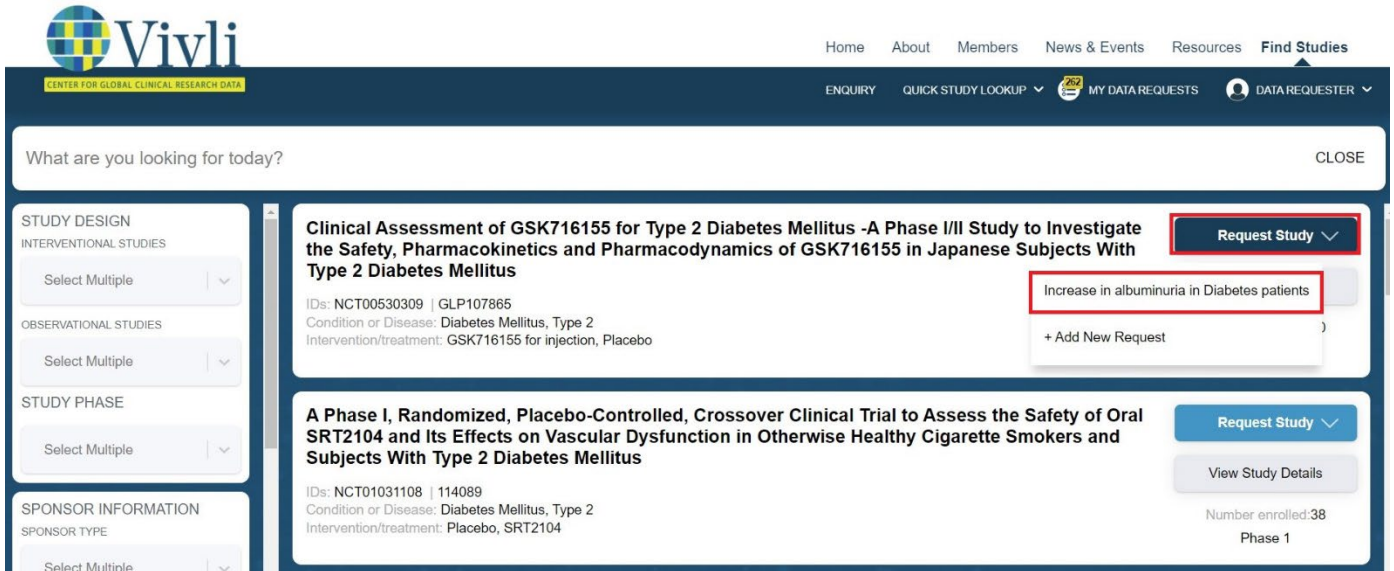 Vivli
CENTER FOR GLOBAL CLINICAL RESEARCH DATA
Home About Members News & Events Resources Find Studies
ENQUIRY QUICK STUDY LOOKUP 262 MY DATA REQUESTS DATA REQUESTER
What are you looking for today? CLOSE
STUDY DESIGN
INTERVENTIONAL STUDIES
Select Multiple
OBSERVATIONAL STUDIES
Select Multiple
STUDY PHASE
Select Multiple
SPONSOR INFORMATION
SPONSOR TYPE
Select Multiple
Clinical Assessment of GSK716155 for Type 2 Diabetes Mellitus -A Phase I/II Study to Investigate
the Safety, Pharmacokinetics and Pharmacodynamics of GSK716155 in Japanese Subjects With
Type 2 Diabetes Mellitus
IDs: NCT00530309 | GLP107865
Condition or Disease: Diabetes Mellitus, Type 2
Intervention/treatment: GSK716155 for injection, Placebo
Request Study
Increase in albuminuria in Diabetes patients
+ Add New Request
A Phase I, Randomized, Placebo-Controlled, Crossover Clinical Trial to Assess the Safety of Oral
SRT2104 and Its Effects on Vascular Dysfunction in Otherwise Healthy Cigarette Smokers and
Subjects With Type 2 Diabetes Mellitus
IDs: NCT01031108 | 114089
Condition or Disease: Diabetes Mellitus, Type 2
Intervention/treatment: Placebo, SRT2104
Request Study
View Study Details
Number enrolled:38
Phase 1